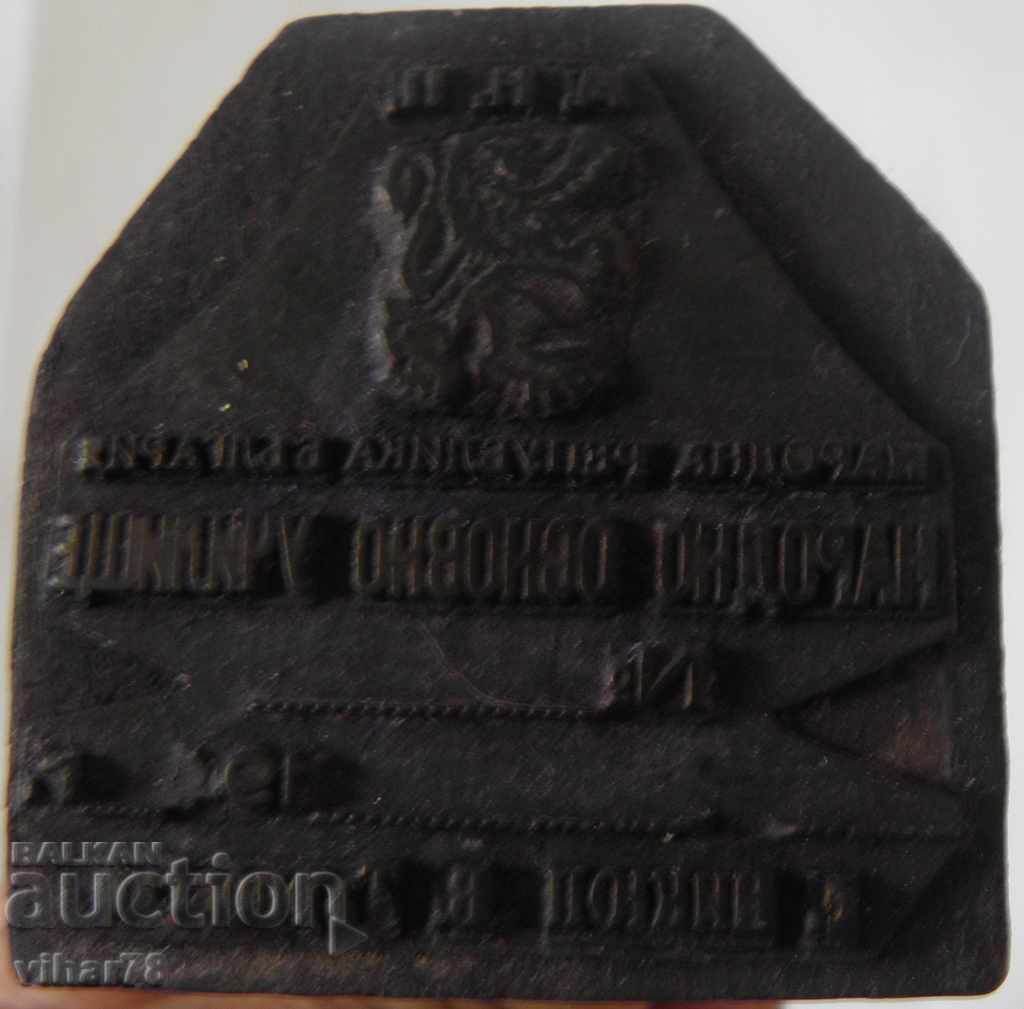 М. Н. П.
НАРОДНА РЕПУБЛИКА БЪЛГАРИЯ
НАРОДНО ОСНОВНО УЧИЛИЩЕ
№
г.
с.
BALKAN
auction
vihar78